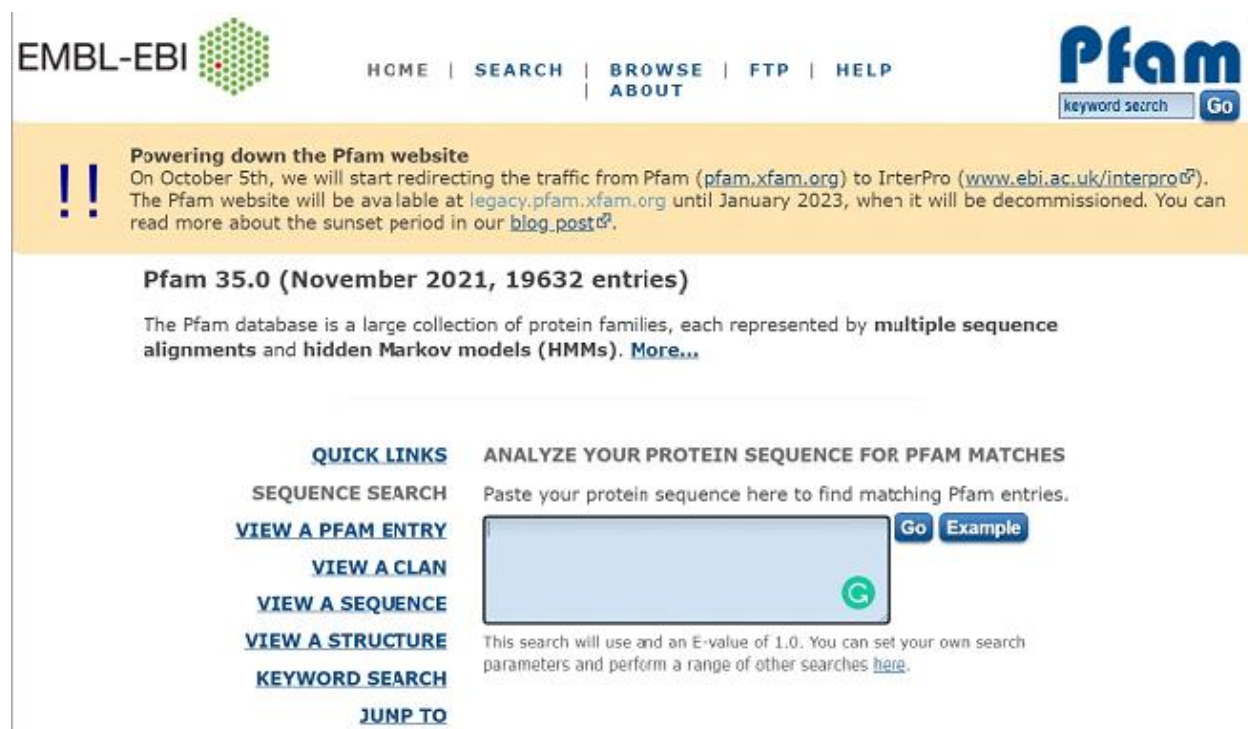 EMBL-EBI
HOME | SEARCH | BROWSE | FTP | HELP
| ABOUT
Pfam
keyword search Go
!! Powering down the Pfam website
On October 5th, we will start redirecting the traffic from Pfam (pfam.xfam.org) to InterPro (www.ebi.ac.uk/interpro).
The Pfam website will be available at legacy.pfam.xfam.org until January 2023, when it will be decommissioned. You can
read more about the sunset period in our blog post.
Pfam 35.0 (November 2021, 19632 entries)
The Pfam database is a large collection of protein families, each represented by multiple sequence
alignments and hidden Markov models (HMMs). More...
QUICK LINKS
SEQUENCE SEARCH
VIEW A PFAM ENTRY
VIEW A CLAN
VIEW A SEQUENCE
VIEW A STRUCTURE
KEYWORD SEARCH
JUMP TO
ANALYZE YOUR PROTEIN SEQUENCE FOR PFAM MATCHES
Paste your protein sequence here to find matching Pfam entries.
Go Example
This search will use and an E-value of 1.0. You can set your own search
parameters and perform a range of other searches here.